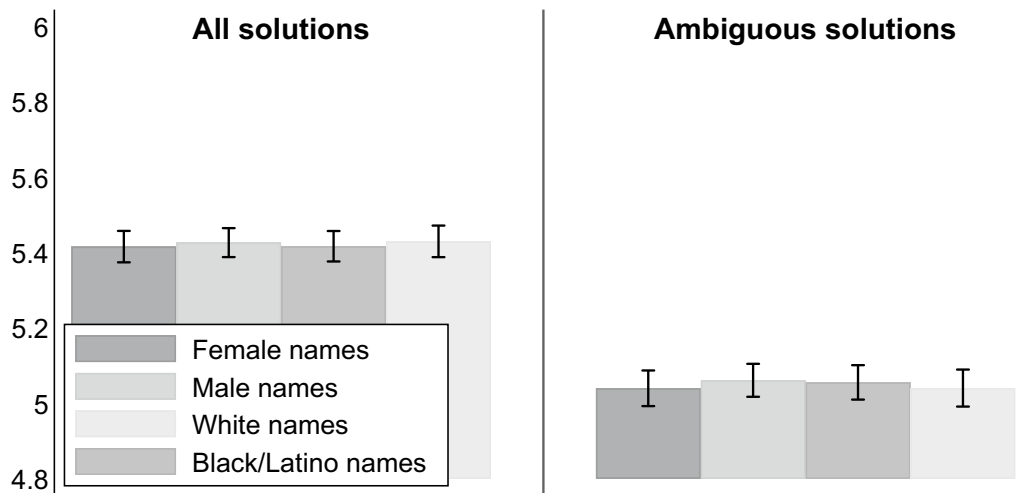 All solutions
Ambiguous solutions
6
5.8
5.6
5.4
5.2
5
4.8
Female names
Male names
White names
Black/Latino names